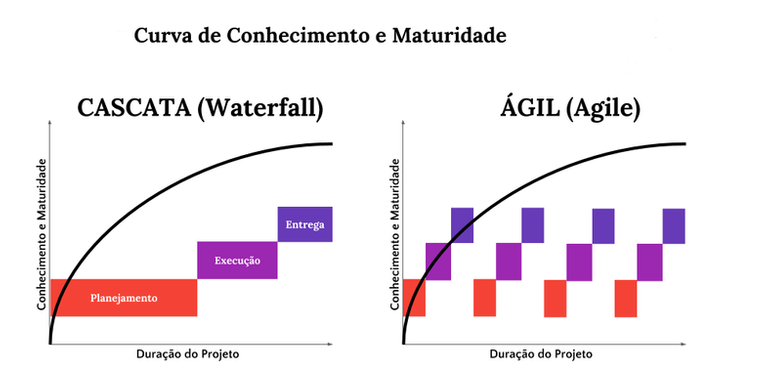 Curva de Conhecimento e Maturidade
CASCATA (Waterfall)
Conhecimento e Maturidade
Entrega
Execução
Planejamento
Duração do Projeto
ÁGIL (Agile)
Conhecimento e Maturidade
Duração do Projeto